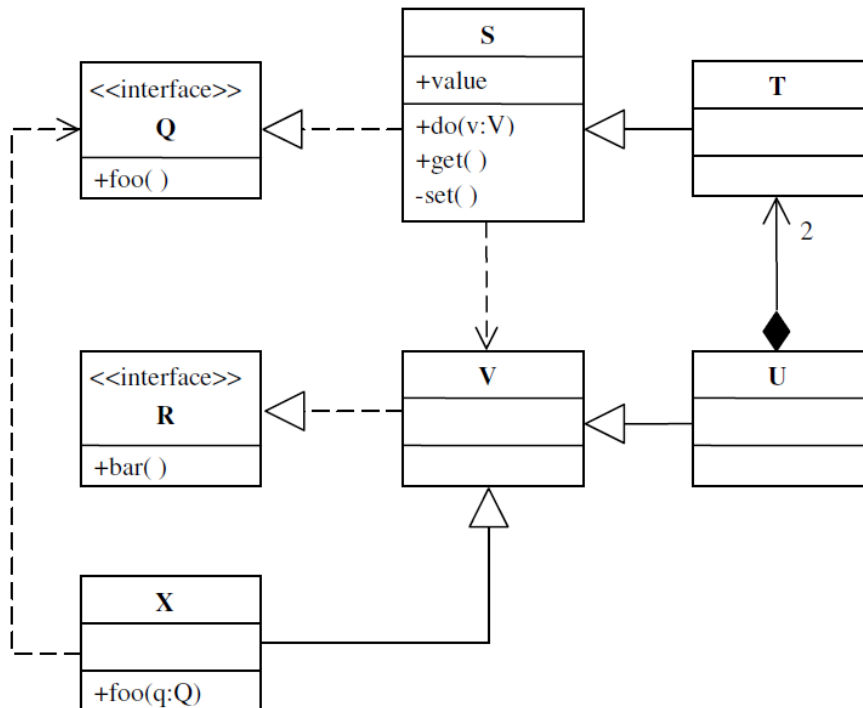 <<interface>>
Q
+foo( )
S
+value
+do(v:V)
+get( )
-set( )
T
2
<<interface>>
R
+bar( )
V
U
X
+foo(q:Q)